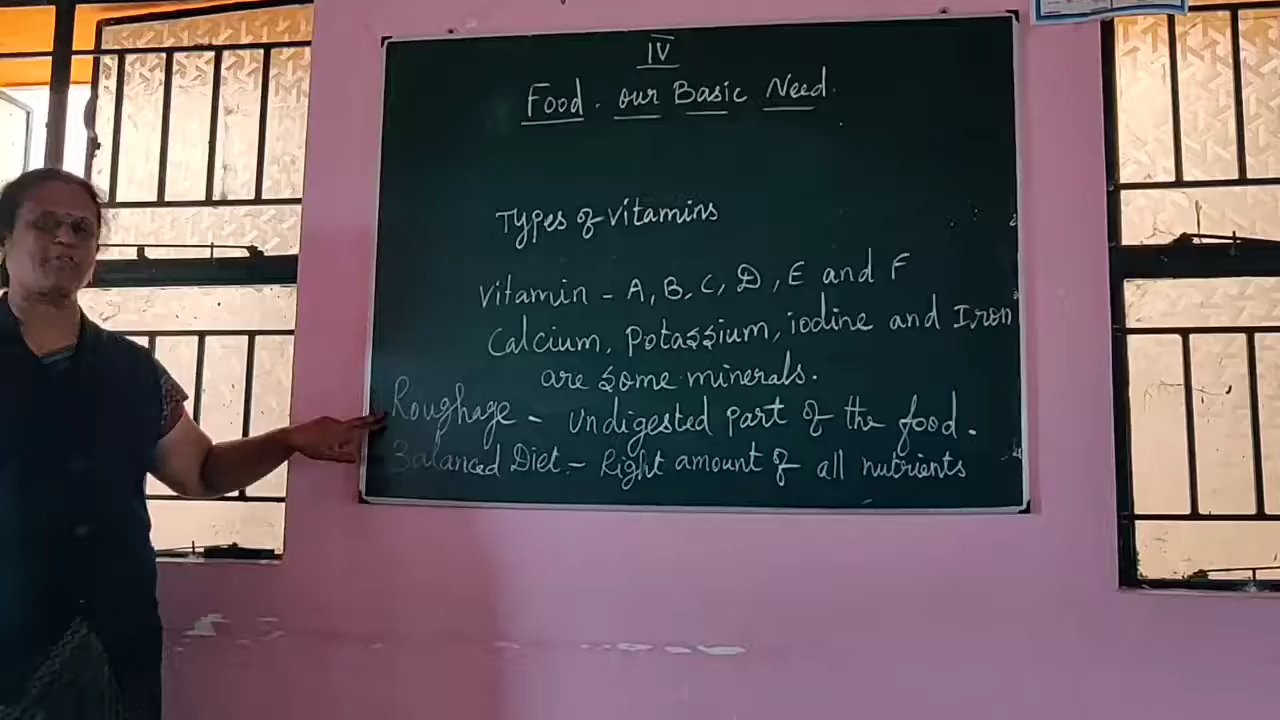 IV
Food. our Basic Need.
Types of vitamins
Vitamin - A, B, C, D, E and F
Calcium, Potassium, iodine and Iron
are some minerals.
Roughage - Undigested part of the food.
Balanced Diet - Right amount of all nutrients